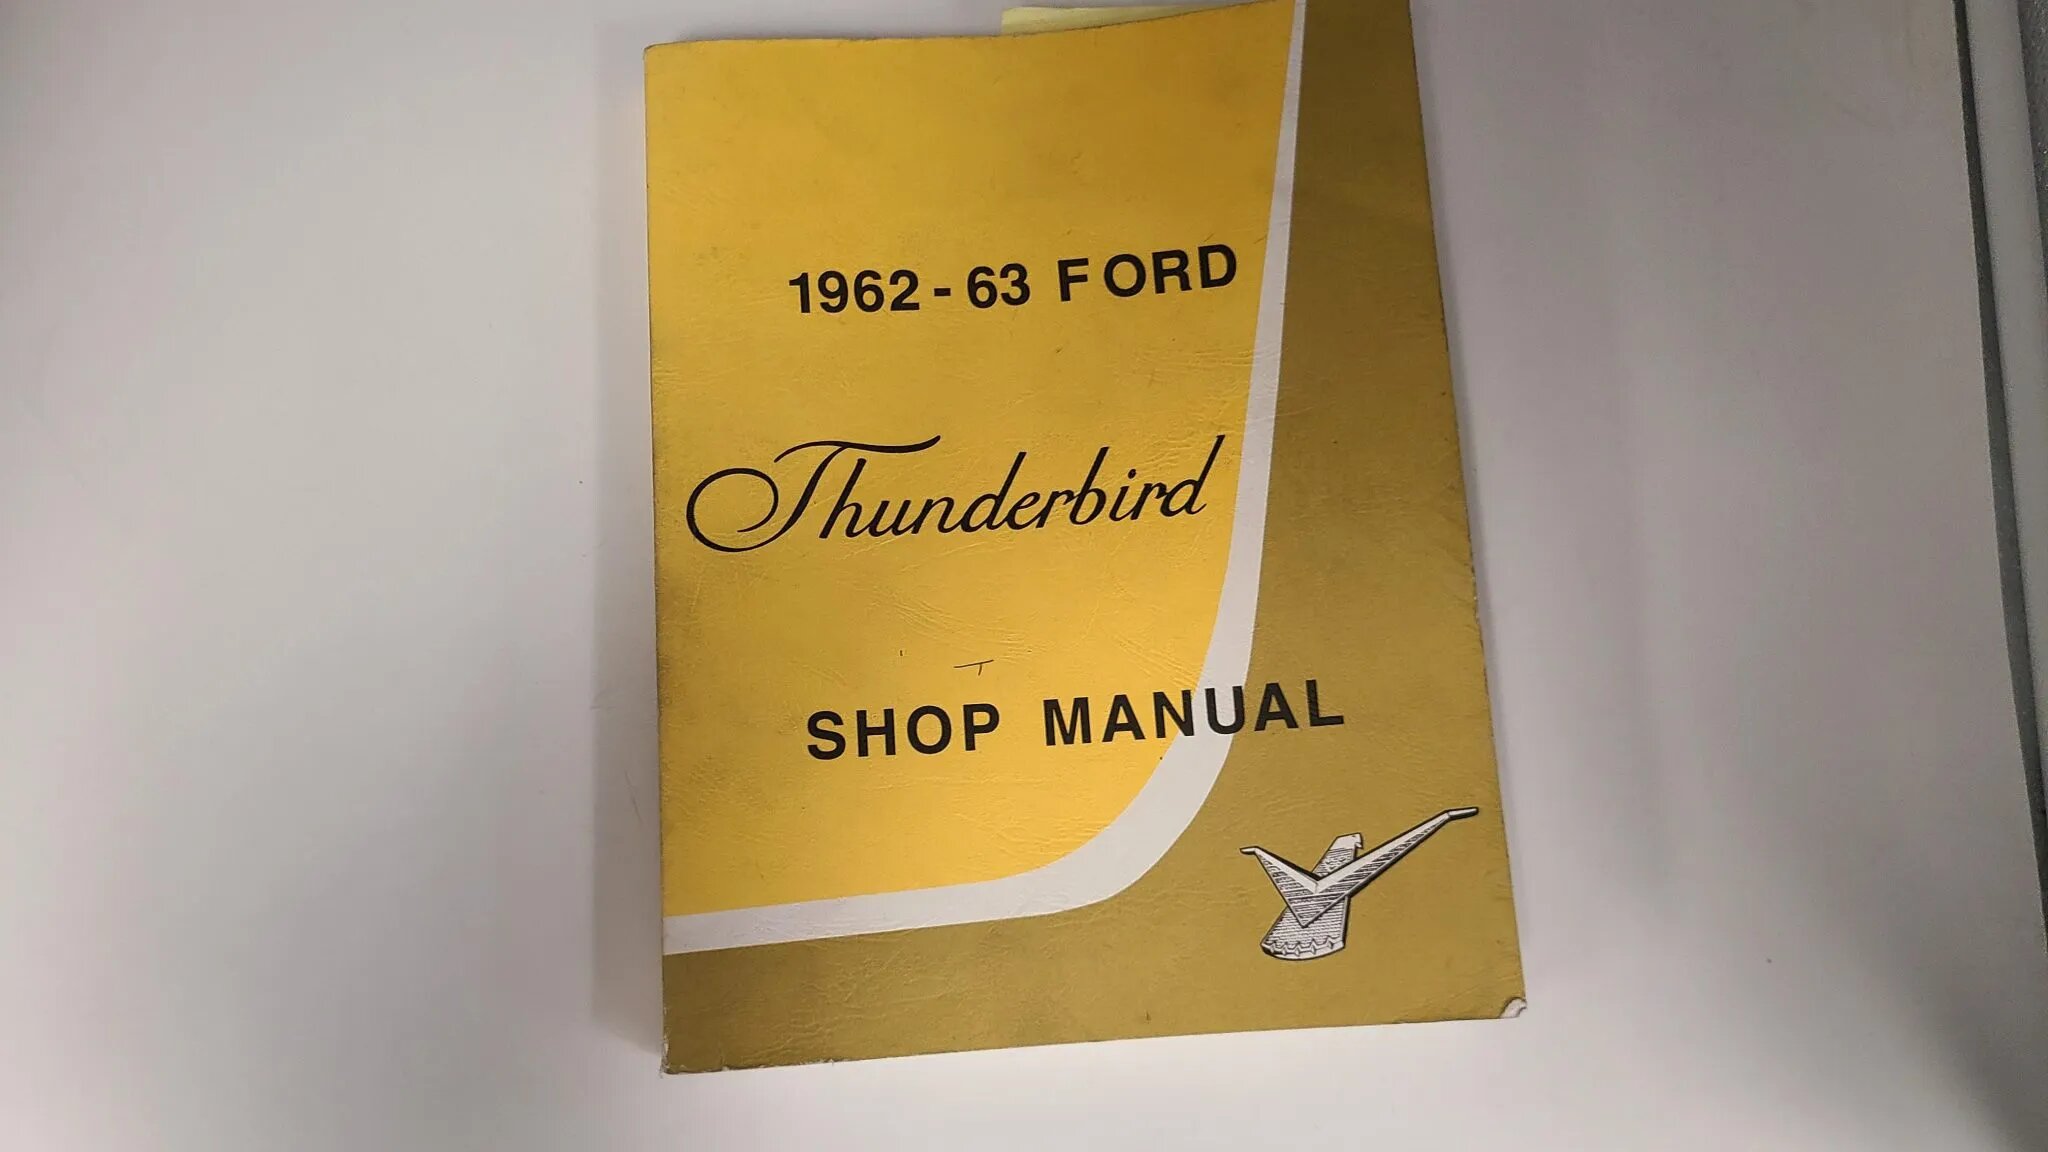 1962 - 63 FORD
Thunderbird
SHOP MANUAL